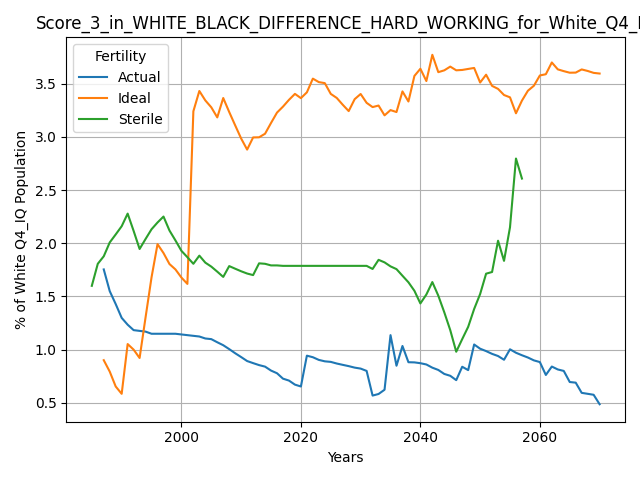 Score_3_in_WHITE_BLACK_DIFFERENCE_HARD_WORKING_for_White_Q4_I
Fertility
Actual
Ideal
Sterile
% of White Q4_IQ Population
3.5
3.0
2.5
2.0
1.5
1.0
0.5
2000
2020
2040
2060
Years